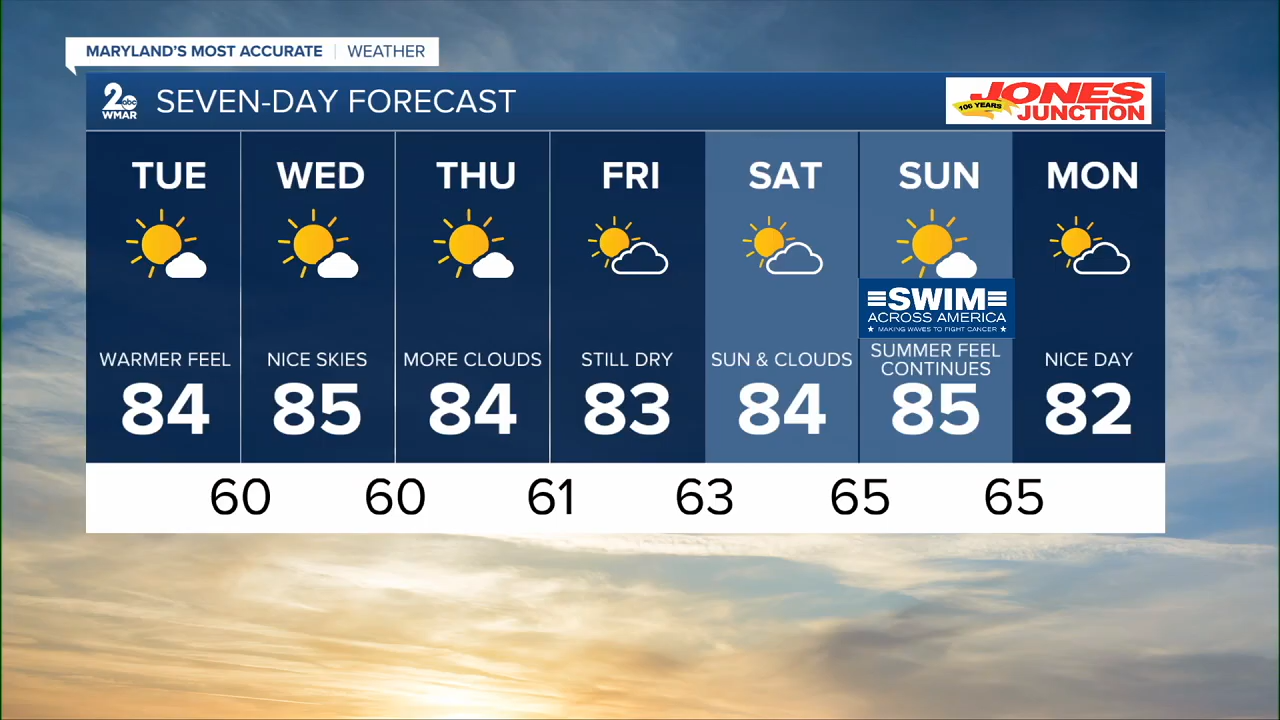 MARYLAND'S MOST ACCURATE | WEATHER
2 abc WMAR
SEVEN-DAY FORECAST
106 YEARS
JONES
JUNCTION
TUE WED THU FRI SAT SUN MON
SWIM
ACROSS AMERICA
MAKING WAVES TO FIGHT CANCER
WARMER FEEL NICE SKIES MORE CLOUDS STILL DRY SUN & CLOUDS SUMMER FEEL CONTINUES NICE DAY
84 85 84 83 84 85 82
60 60 61 63 65 65